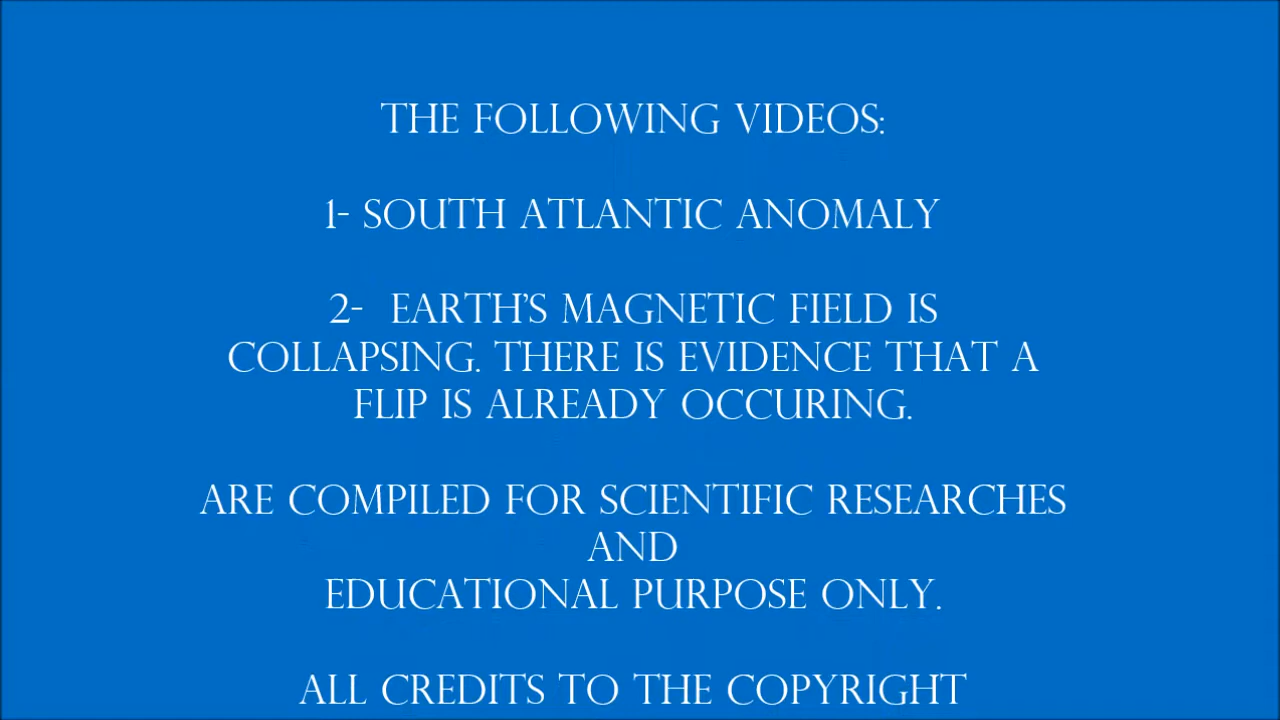 THE FOLLOWING VIDEOS:
1- SOUTH ATLANTIC ANOMALY
2- EARTH'S MAGNETIC FIELD IS
COLLAPSING. THERE IS EVIDENCE THAT A
FLIP IS ALREADY OCCURING.
ARE COMPILED FOR SCIENTIFIC RESEARCHES
AND
EDUCATIONAL PURPOSE ONLY.
ALL CREDITS TO THE COPYRIGHT